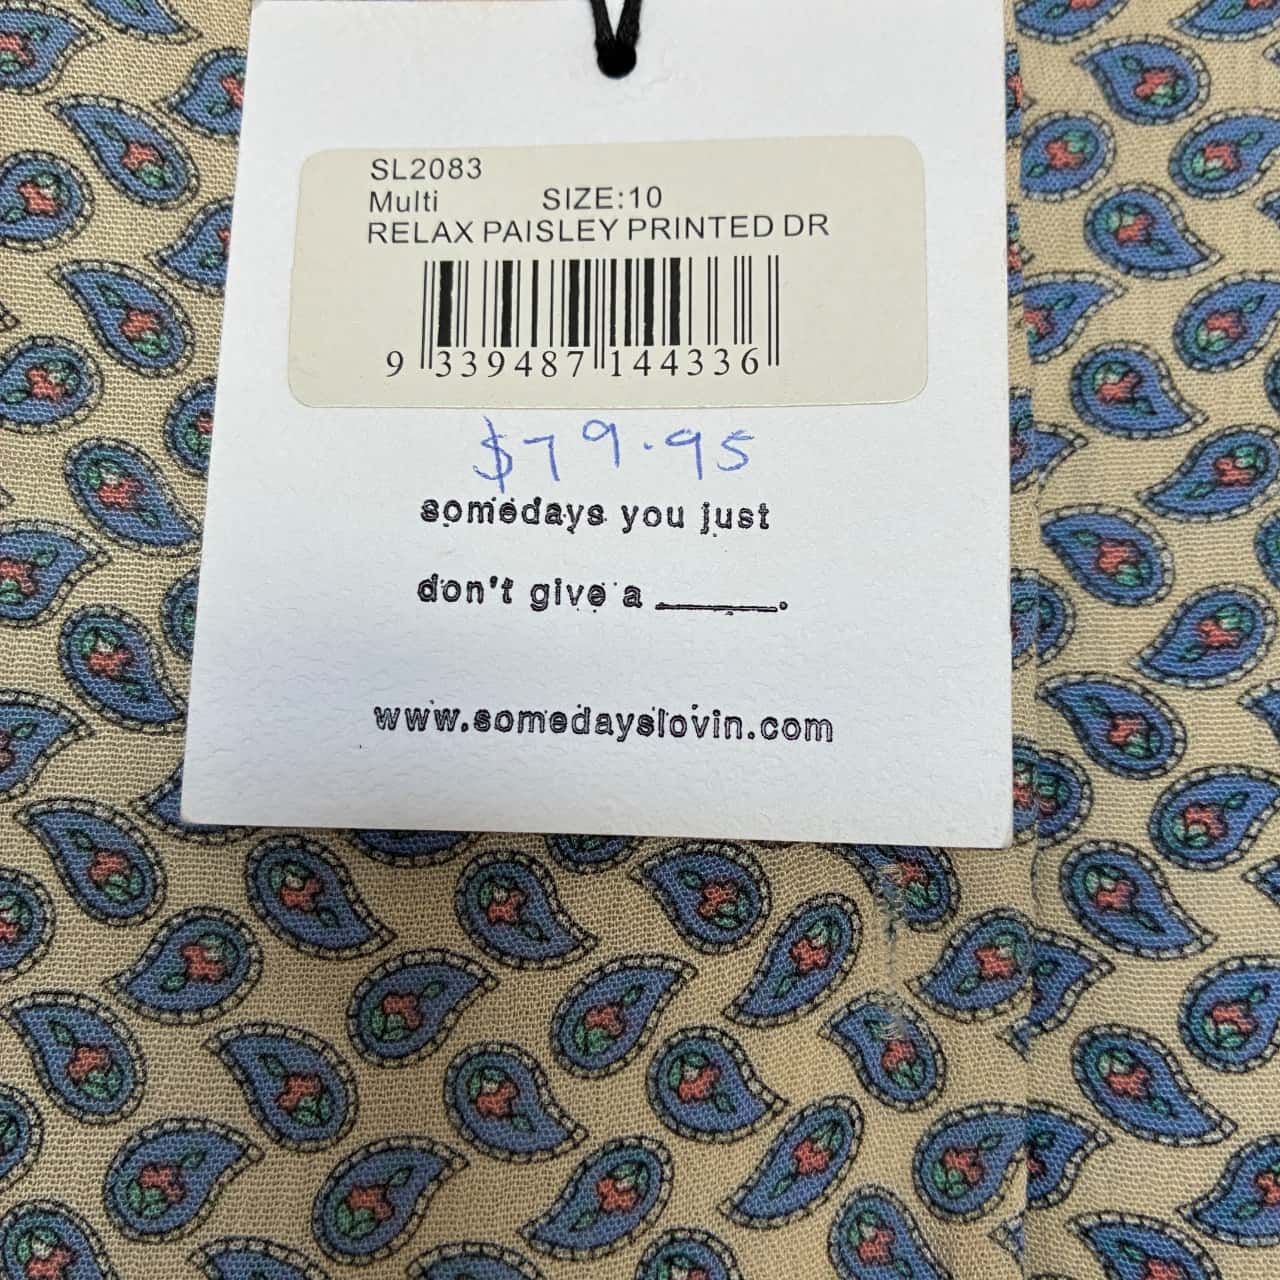 SL2083
Multi SIZE:10
RELAX PAISLEY PRINTED DR
9 339487 144336
$79.95
somedays you just
don't give a ______.
www.somedayslovin.com